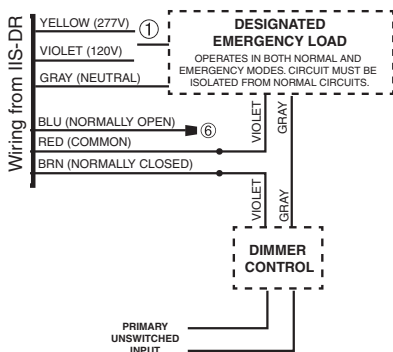 Wiring from IIS-DR
YELLOW (277V)
①
VIOLET (120V)
GRAY (NEUTRAL)
BLU (NORMALLY OPEN)
⑥
RED (COMMON)
BRN (NORMALLY CLOSED)
DESIGNATED
EMERGENCY LOAD
OPERATES IN BOTH NORMAL AND
EMERGENCY MODES. CIRCUIT MUST BE
ISOLATED FROM NORMAL CIRCUITS.
VIOLET
GRAY
VIOLET
GRAY
DIMMER
CONTROL
PRIMARY
UNSWITCHED
INPUT